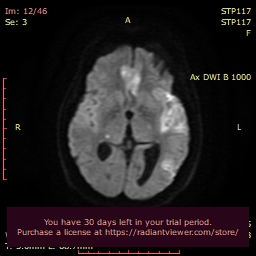 Im: 12/46
Se: 3
A
STP117
STP117
F
Ax DWI B 1000
R
L
You have 30 days left in your trial period.
Purchase a license at https://radiantviewer.com/store/